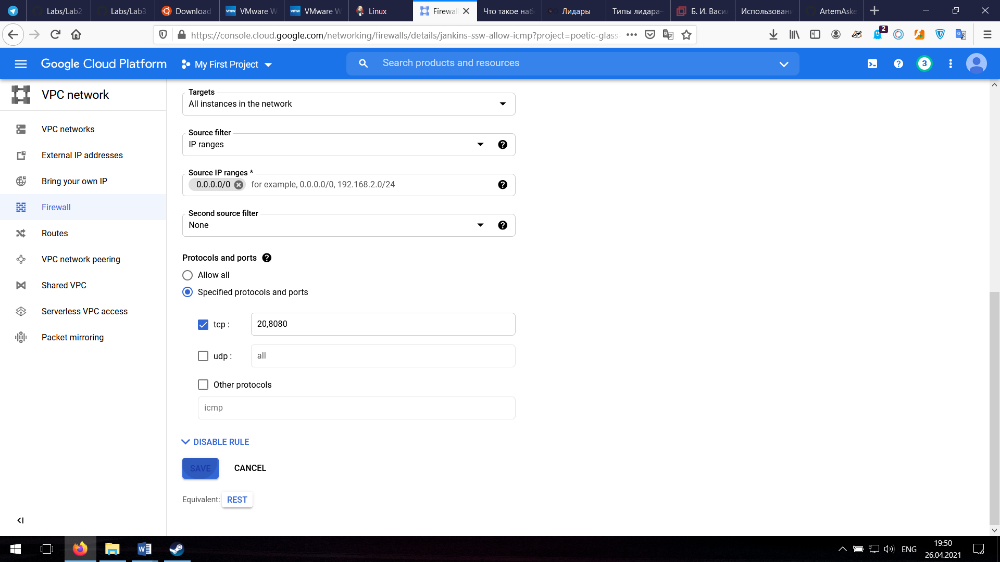 Labs/Lab2
Labs/Lab3
Download
VMware W
VMware W
Linux
Firewall
Что такое наб
Лидары
Типы лидара–
Б. И. Васи
Использовани
ArtemAske
https://console.cloud.google.com/networking/firewalls/details/jankins-ssw-allow-icmp?project=poetic-glass-
2
Google Cloud Platform
My First Project
Search products and resources
3
VPC network
VPC networks
External IP addresses
Bring your own IP
Firewall
Routes
VPC network peering
Shared VPC
Serverless VPC access
Packet mirroring
Targets
All instances in the network
Source filter
IP ranges
Source IP ranges *
0.0.0.0/0 for example, 0.0.0.0/0, 192.168.2.0/24
Second source filter
None
Protocols and ports
Allow all
Specified protocols and ports
tcp : 20,8080
udp : all
Other protocols
icmp
DISABLE RULE
SAVE CANCEL
Equivalent: REST
ENG
19:50
26.04.2021